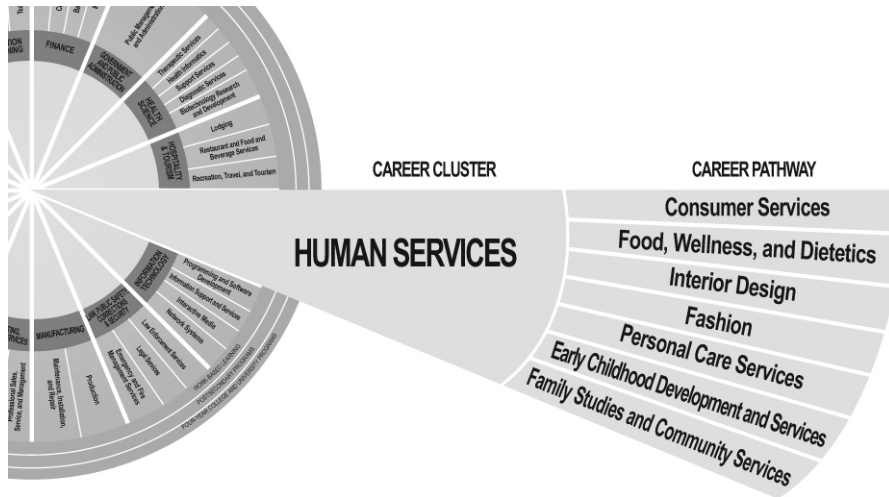 Public Management
and Administration
FINANCE
GOVERNMENT
AND PUBLIC
ADMINISTRATION
Therapeutic Services
Health Informatics
Support Services
Diagnostic Services
Biotechnology Research
and Development
HEALTH
SCIENCE
Lodging
Restaurant and Food and
Beverage Services
Recreation, Travel, and Tourism
HOSPITALITY
& TOURISM
CAREER CLUSTER
CAREER PATHWAY
HUMAN SERVICES
Consumer Services
Food, Wellness, and Dietetics
Interior Design
Fashion
Personal Care Services
Early Childhood Development and Services
Family Studies and Community Services
INFORMATION
TECHNOLOGY
Programming and Software
Development
Information Support and Services
Interactive Media
Network Systems
LAW, PUBLIC SAFETY,
CORRECTIONS
& SECURITY
Law Enforcement Services
Legal Services
Emergency and Fire
Management Services
MANUFACTURING
Production
Maintenance, Installation,
and Repair
Professional Sales,
Service, and Management
WORK-BASED LEARNING
POSTSECONDARY PROGRAMS
FOUR YEAR COLLEGE AND UNIVERSITY PROGRAMS